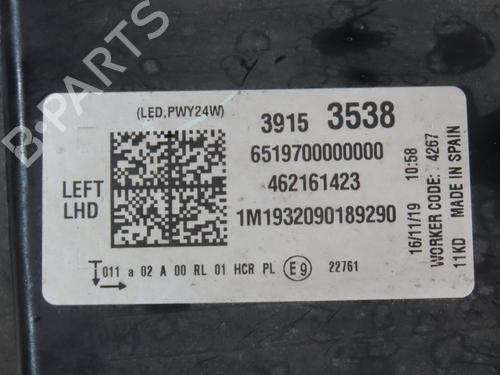 (LED,PWY24W)
3915 3538
6519700000000
462161423
1M1932090189290
LEFT
LHD
011 a 02 A 00 RL 01 HCR PL E9 22761
16/11/19 10:58
WORKER CODE: 4267
11KD MADE IN SPAIN
B-PARTS